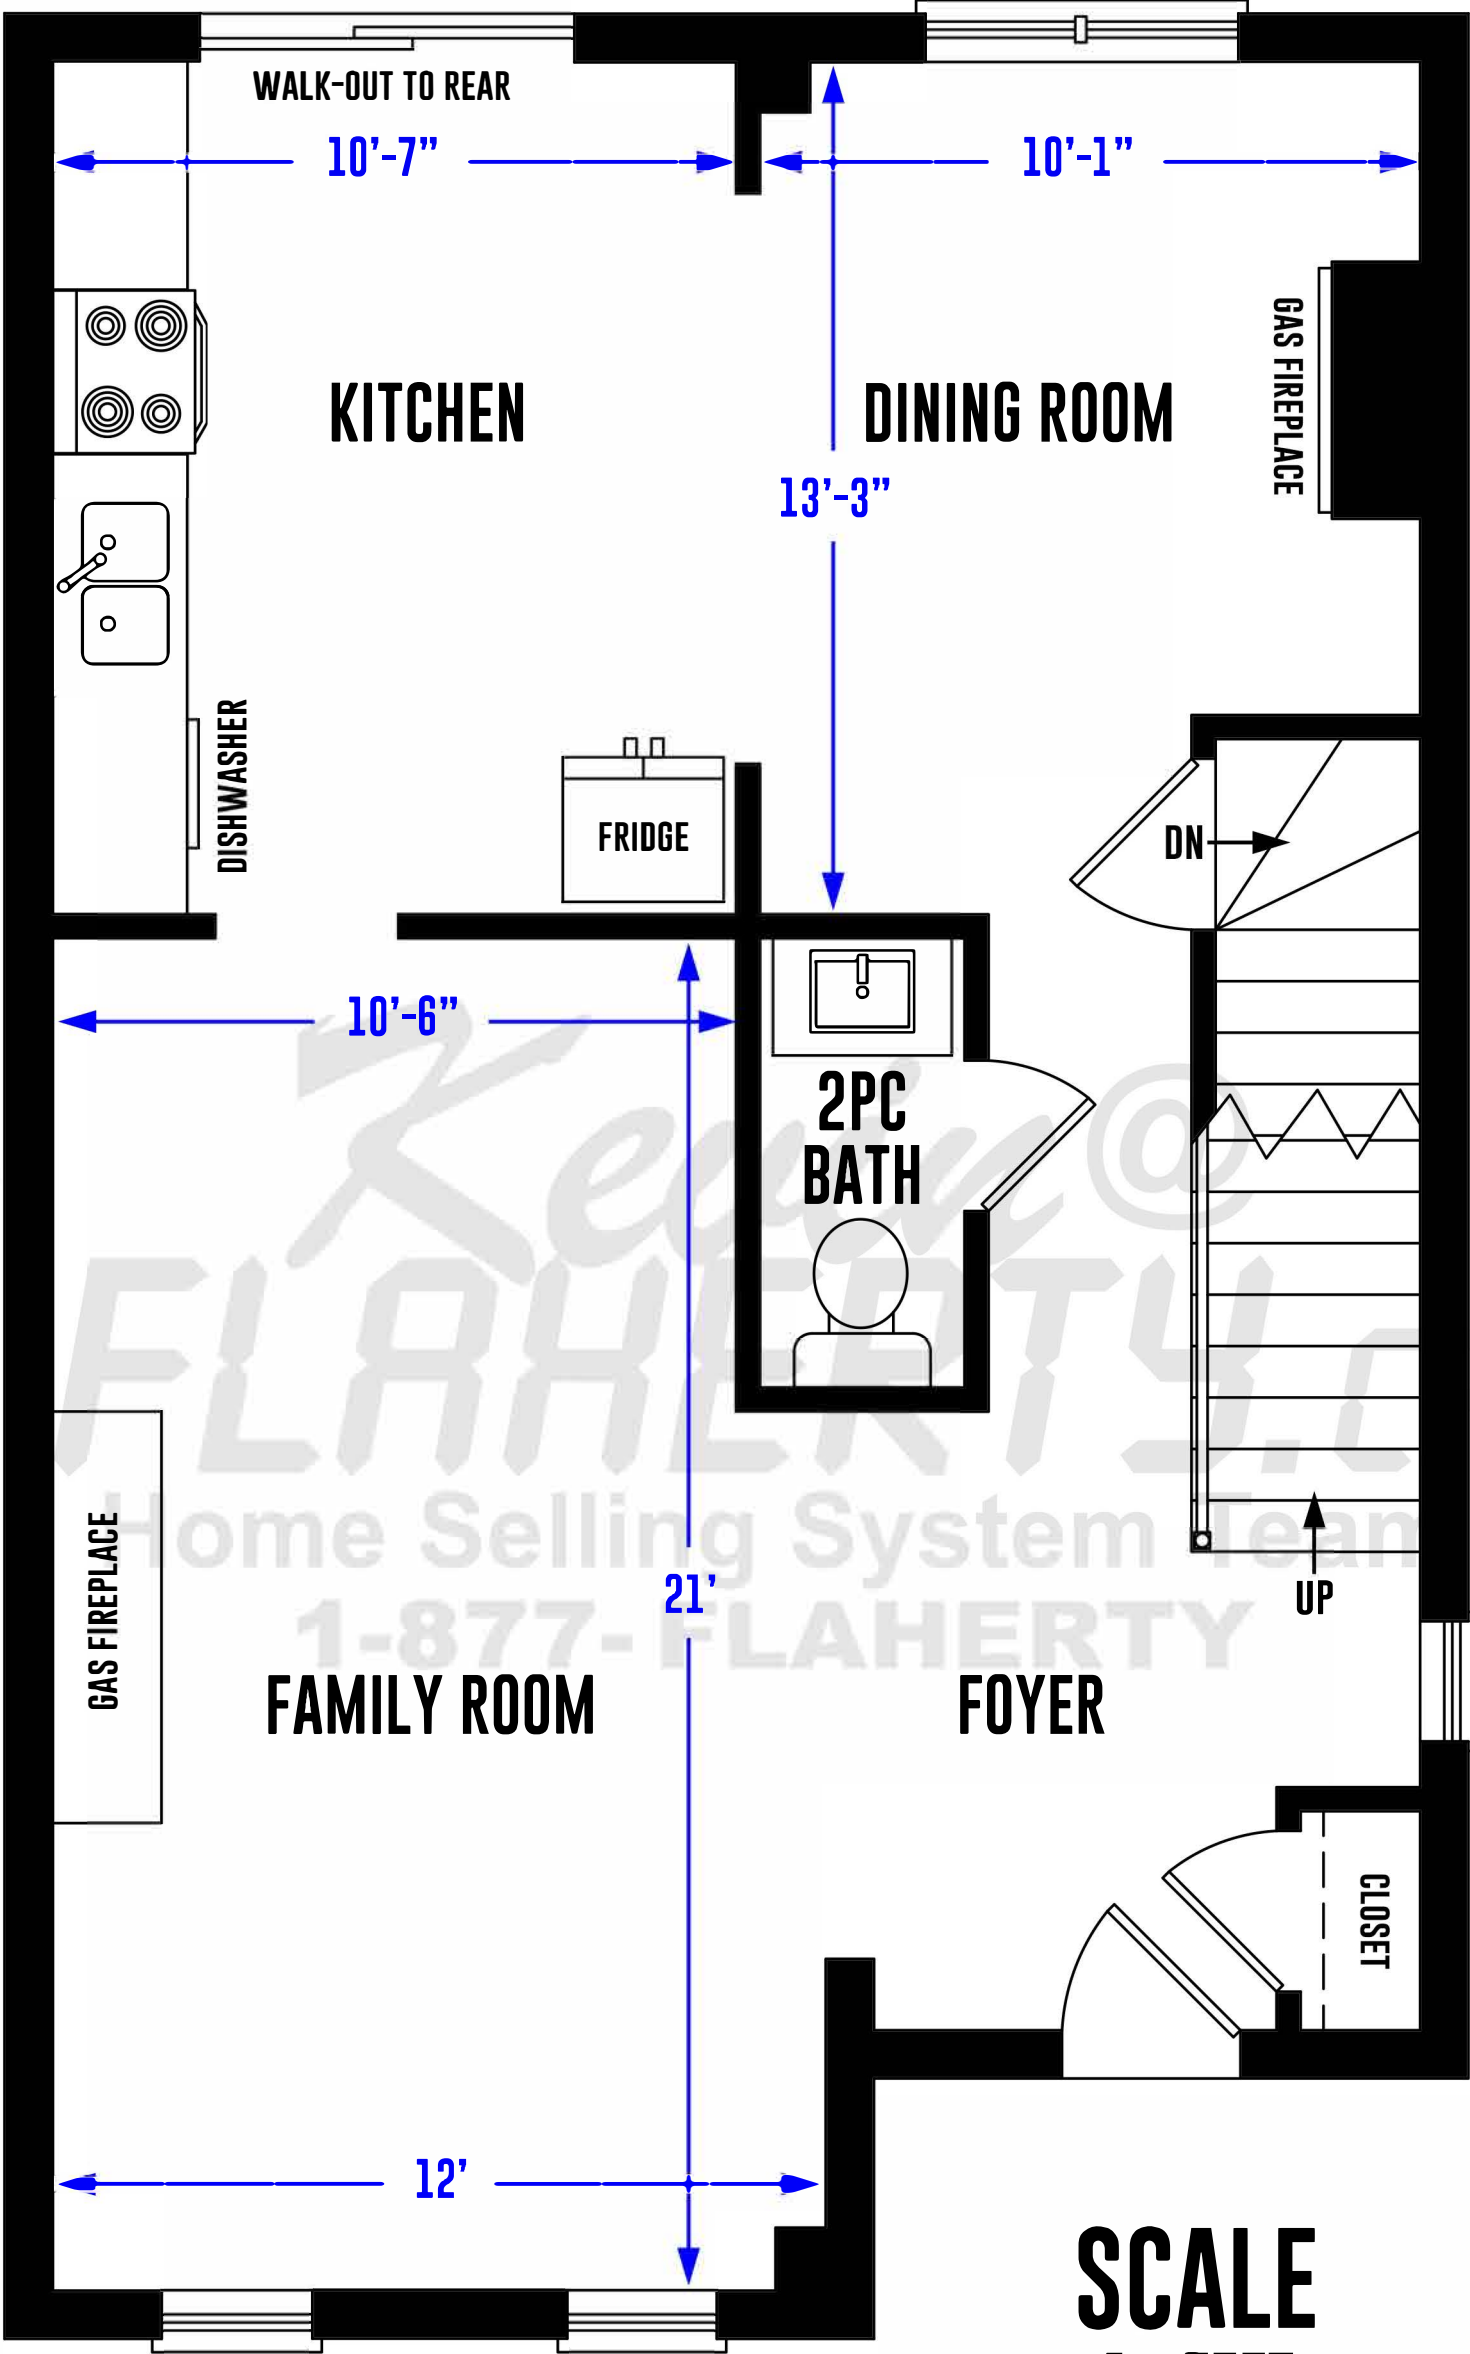 WALK-OUT TO REAR
10'-7"
10'-1"
KITCHEN
DINING ROOM
GAS FIREPLACE
13'-3"
DISHWASHER
FRIDGE
DN
10'-6"
2PC
BATH
Kevin@
FLAHERTY.c
Home Selling System Team
1-877-FLAHERTY
GAS FIREPLACE
21'
UP
FAMILY ROOM
FOYER
CLOSET
12'
SCALE